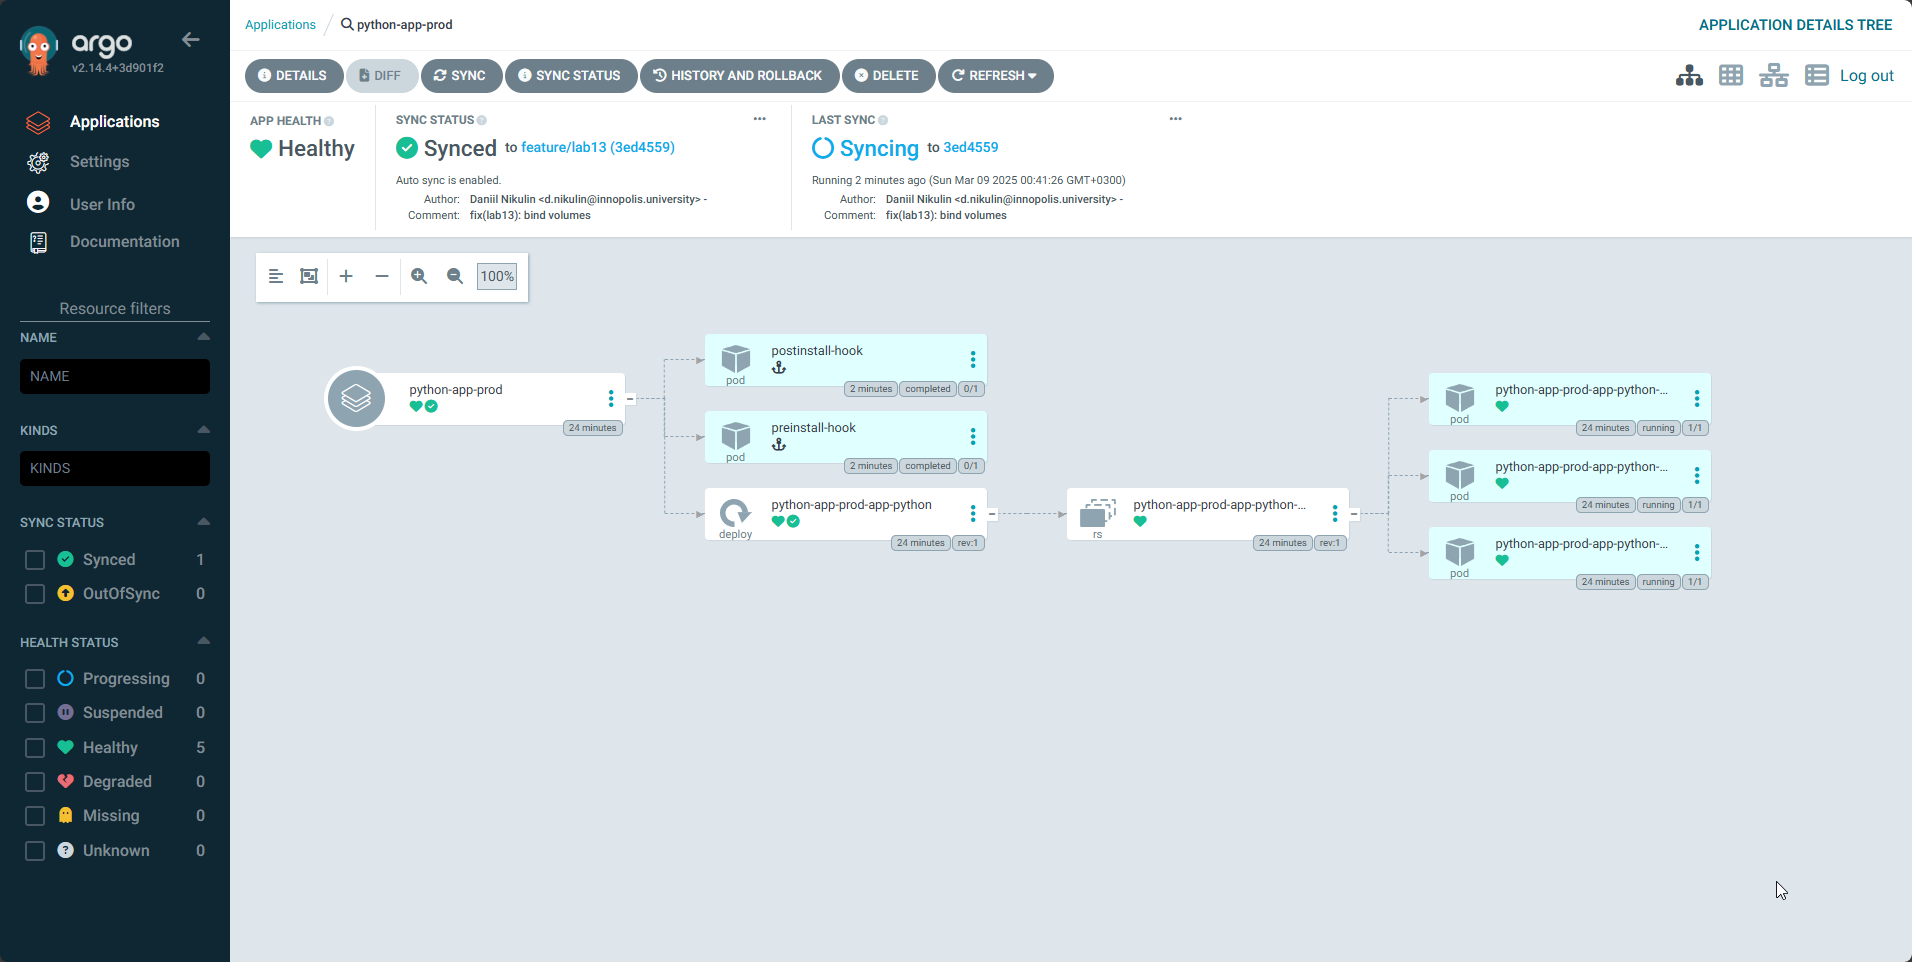 argo
v2.14.4+3d901f2
Applications
Settings
User Info
Documentation
Resource filters
NAME
NAME
KINDS
KINDS
SYNC STATUS
Synced 1
OutOfSync 0
HEALTH STATUS
Progressing 0
Suspended 0
Healthy 5
Degraded 0
Missing 0
Unknown 0
Applications / python-app-prod
APPLICATION DETAILS TREE
DETAILS
DIFF
SYNC
SYNC STATUS
HISTORY AND ROLLBACK
DELETE
REFRESH
Log out
APP HEALTH
Healthy
SYNC STATUS
Synced to feature/lab13 (3ed4559)
Auto sync is enabled.
Author: Daniil Nikulin <d.nikulin@innopolis.university> -
Comment: fix(lab13): bind volumes
LAST SYNC
Syncing to 3ed4559
Running 2 minutes ago (Sun Mar 09 2025 00:41:26 GMT+0300)
Author: Daniil Nikulin <d.nikulin@innopolis.university> -
Comment: fix(lab13): bind volumes
100%
python-app-prod
24 minutes
postinstall-hook
pod
2 minutes completed 0/1
preinstall-hook
pod
2 minutes completed 0/1
python-app-prod-app-python
deploy
24 minutes rev:1
python-app-prod-app-python-...
rs
24 minutes rev:1
python-app-prod-app-python-...
pod
24 minutes running 1/1
python-app-prod-app-python-...
pod
24 minutes running 1/1
python-app-prod-app-python-...
pod
24 minutes running 1/1